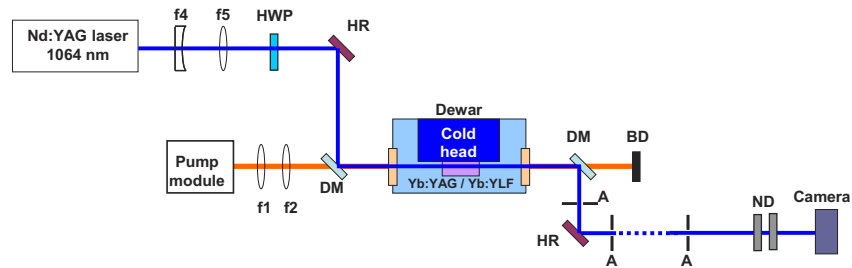 f4
f5
HWP
HR
Nd:YAG laser
1064 nm
Dewar
Cold
head
DM
BD
Pump
module
DM
Yb:YAG / Yb:YLF
f1
f2
A
HR
A
A
ND
Camera